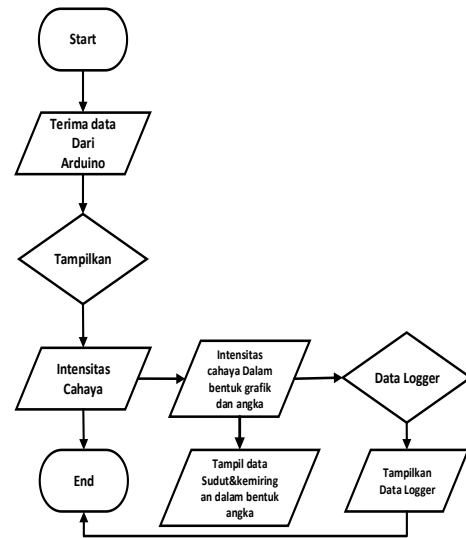 Start
Terima data
Dari
Arduino
Tampilkan
Intensitas
Cahaya
Intensitas
cahaya Dalam
bentuk grafik
dan angka
Data Logger
End
Tampil data
Sudut&kemiring
an dalam bentuk
angka
Tampilkan
Data Logger